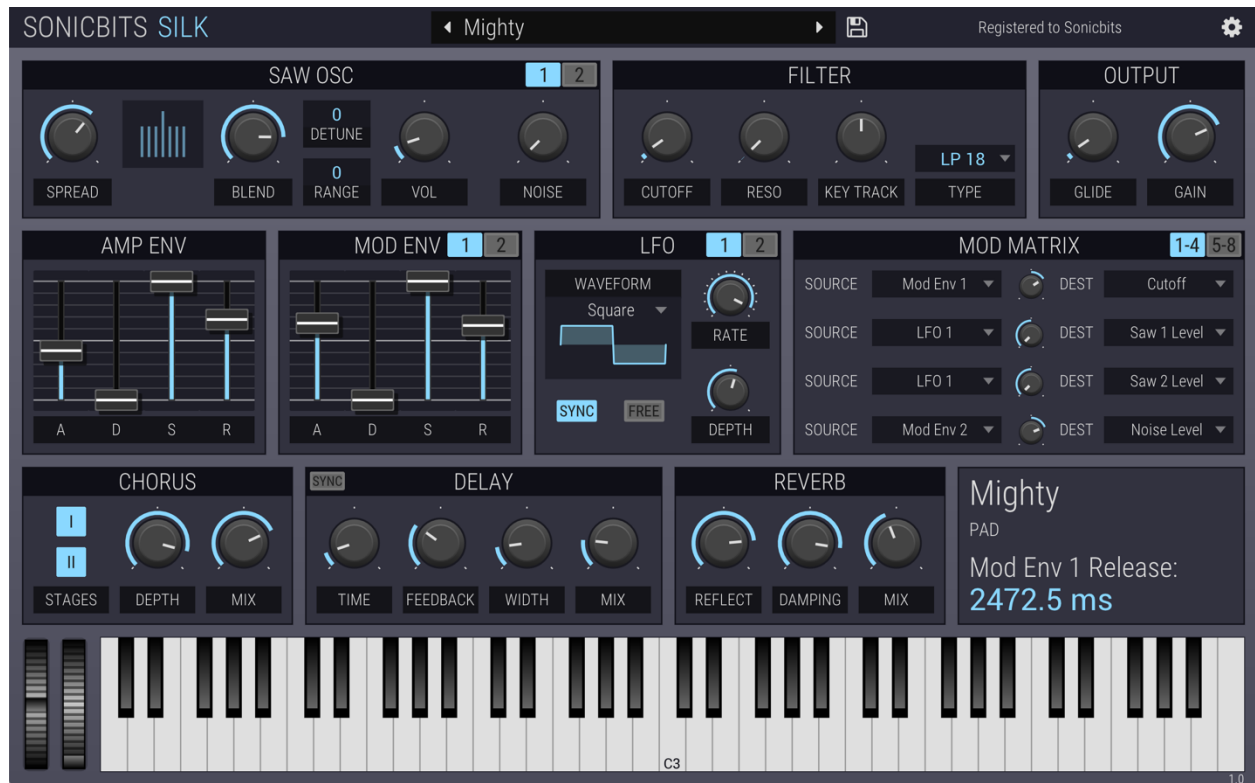 SONICBITS SILK
Mighty
Registered to Sonicbits
SAW OSC
1 2
SPREAD
BLEND
0
DETUNE
0
RANGE
VOL
NOISE
FILTER
CUTOFF
RESO
KEY TRACK
LP 18
TYPE
OUTPUT
GLIDE
GAIN
AMP ENV
A D S R
MOD ENV
1 2
A D S R
LFO
1 2
WAVEFORM
Square
SYNC
FREE
RATE
DEPTH
MOD MATRIX
1-4 5-8
SOURCE Mod Env 1 DEST Cutoff
SOURCE LFO 1 DEST Saw 1 Level
SOURCE LFO 1 DEST Saw 2 Level
SOURCE Mod Env 2 DEST Noise Level
CHORUS
I
II
STAGES
DEPTH
MIX
SYNC
DELAY
TIME
FEEDBACK
WIDTH
MIX
REVERB
REFLECT
DAMPING
MIX
Mighty
PAD
Mod Env 1 Release:
2472.5 ms
C3
1.0